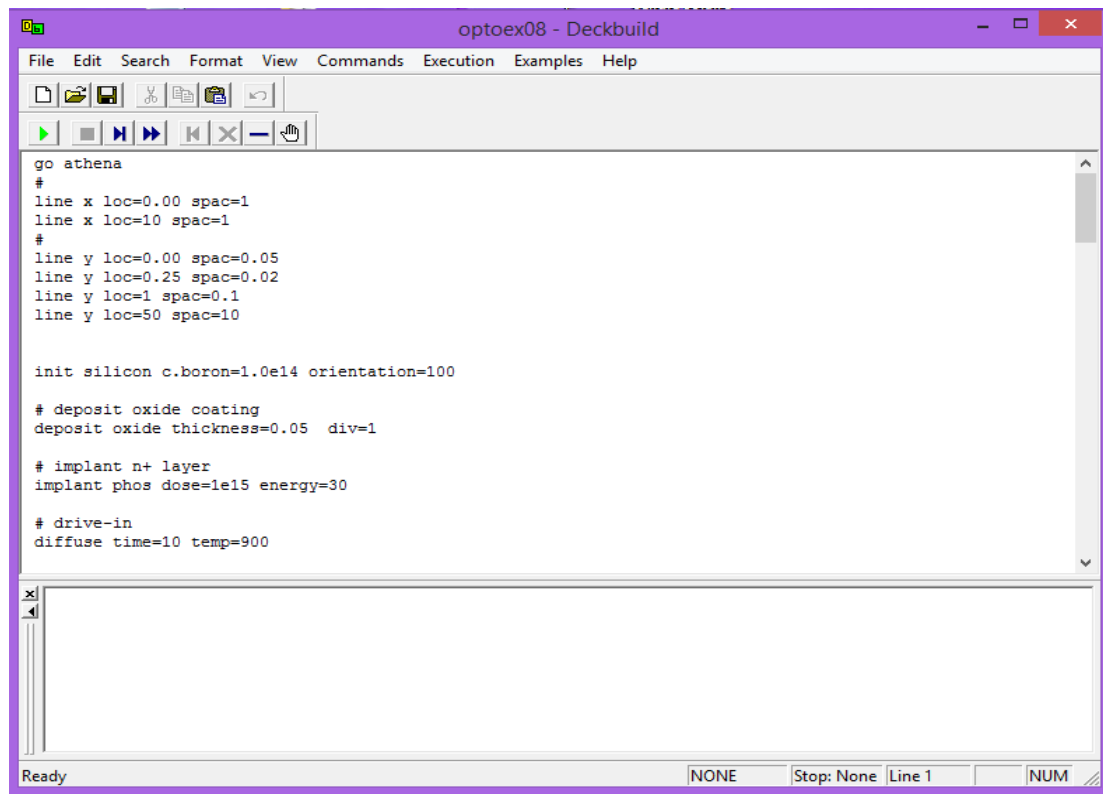 optoex08 - Deckbuild
File Edit Search Format View Commands Execution Examples Help
go athena
#
line x loc=0.00 spac=1
line x loc=10 spac=1
#
line y loc=0.00 spac=0.05
line y loc=0.25 spac=0.02
line y loc=1 spac=0.1
line y loc=50 spac=10
init silicon c.boron=1.0e14 orientation=100
# deposit oxide coating
deposit oxide thickness=0.05  div=1
# implant n+ layer
implant phos dose=1e15 energy=30
# drive-in
diffuse time=10 temp=900
Ready NONE Stop: None Line 1 NUM